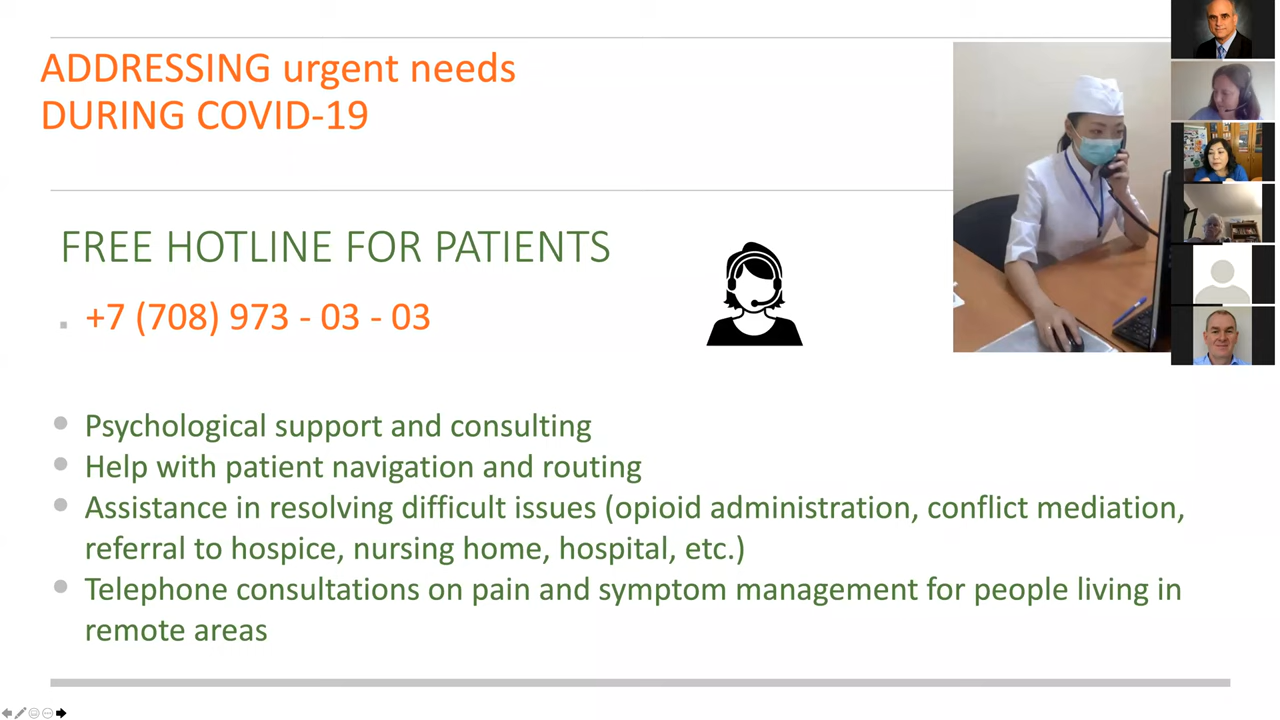 ADDRESSING urgent needs
DURING COVID-19
FREE HOTLINE FOR PATIENTS
+7 (708) 973 - 03 - 03
Psychological support and consulting
Help with patient navigation and routing
Assistance in resolving difficult issues (opioid administration, conflict mediation,
referral to hospice, nursing home, hospital, etc.)
Telephone consultations on pain and symptom management for people living in
remote areas